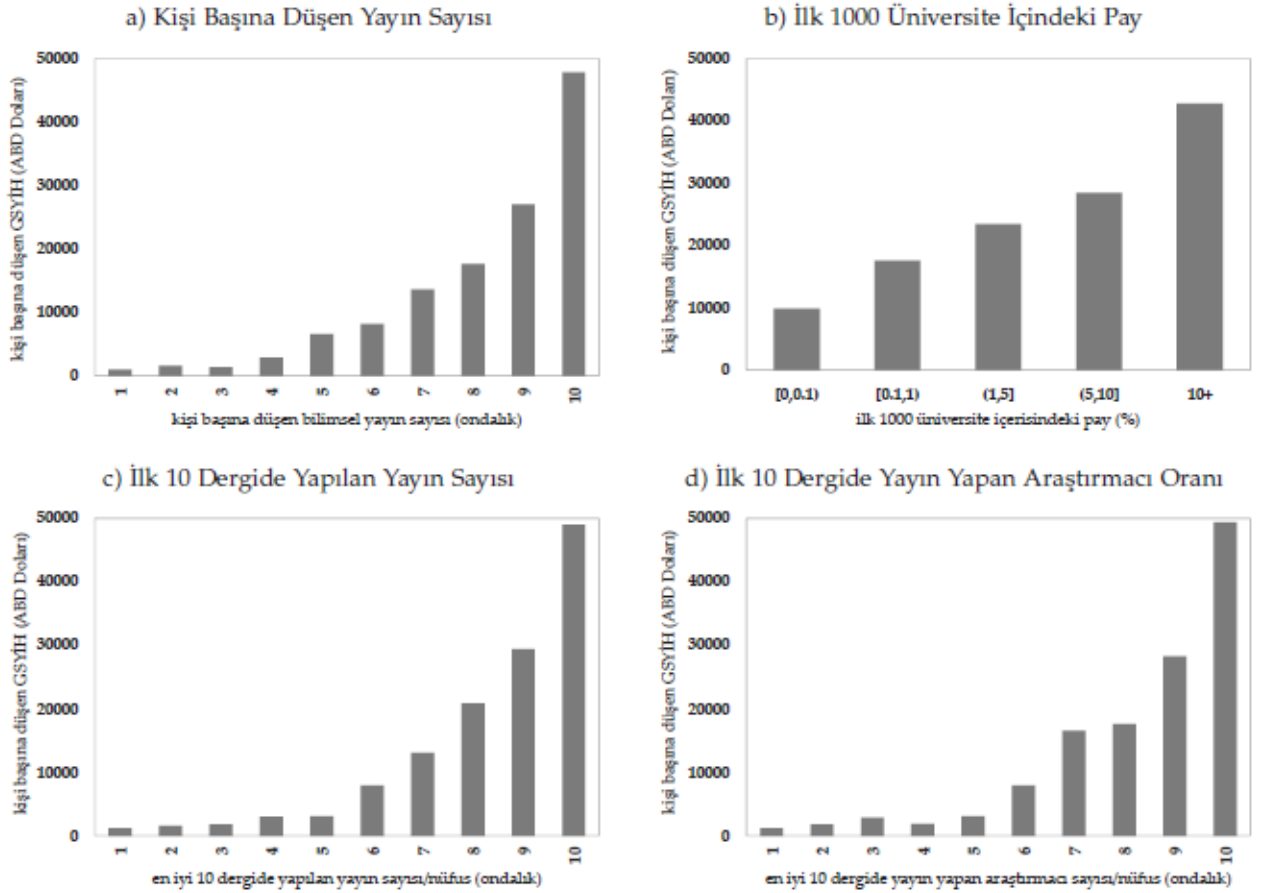 a) Kişi Başına Düşen Yayın Sayısı
kişi başına düşen GSYİH (ABD Doları)
50000
40000
30000
20000
10000
0
1 2 3 4 5 6 7 8 9 10
kişi başına düşen bilimsel yayın sayısı (ondalık)
b) İlk 1000 Üniversite İçindeki Pay
kişi başına düşen GSYİH (ABD Doları)
50000
40000
30000
20000
10000
0
[0,0.1) [0.1,1) (1,5] (5,10] 10+
ilk 1000 üniversite içerisindeki pay (%)
c) İlk 10 Dergide Yapılan Yayın Sayısı
kişi başına düşen GSYİH (ABD Doları)
50000
40000
30000
20000
10000
0
1 2 3 4 5 6 7 8 9 10
en iyi 10 dergide yapılan yayın sayısı/nüfus (ondalık)
d) İlk 10 Dergide Yayın Yapan Araştırmacı Oranı
kişi başına düşen GSYİH (ABD Doları)
50000
40000
30000
20000
10000
0
1 2 3 4 5 6 7 8 9 10
en iyi 10 dergide yayın yapan araştırmacı sayısı/nüfus (ondalık)